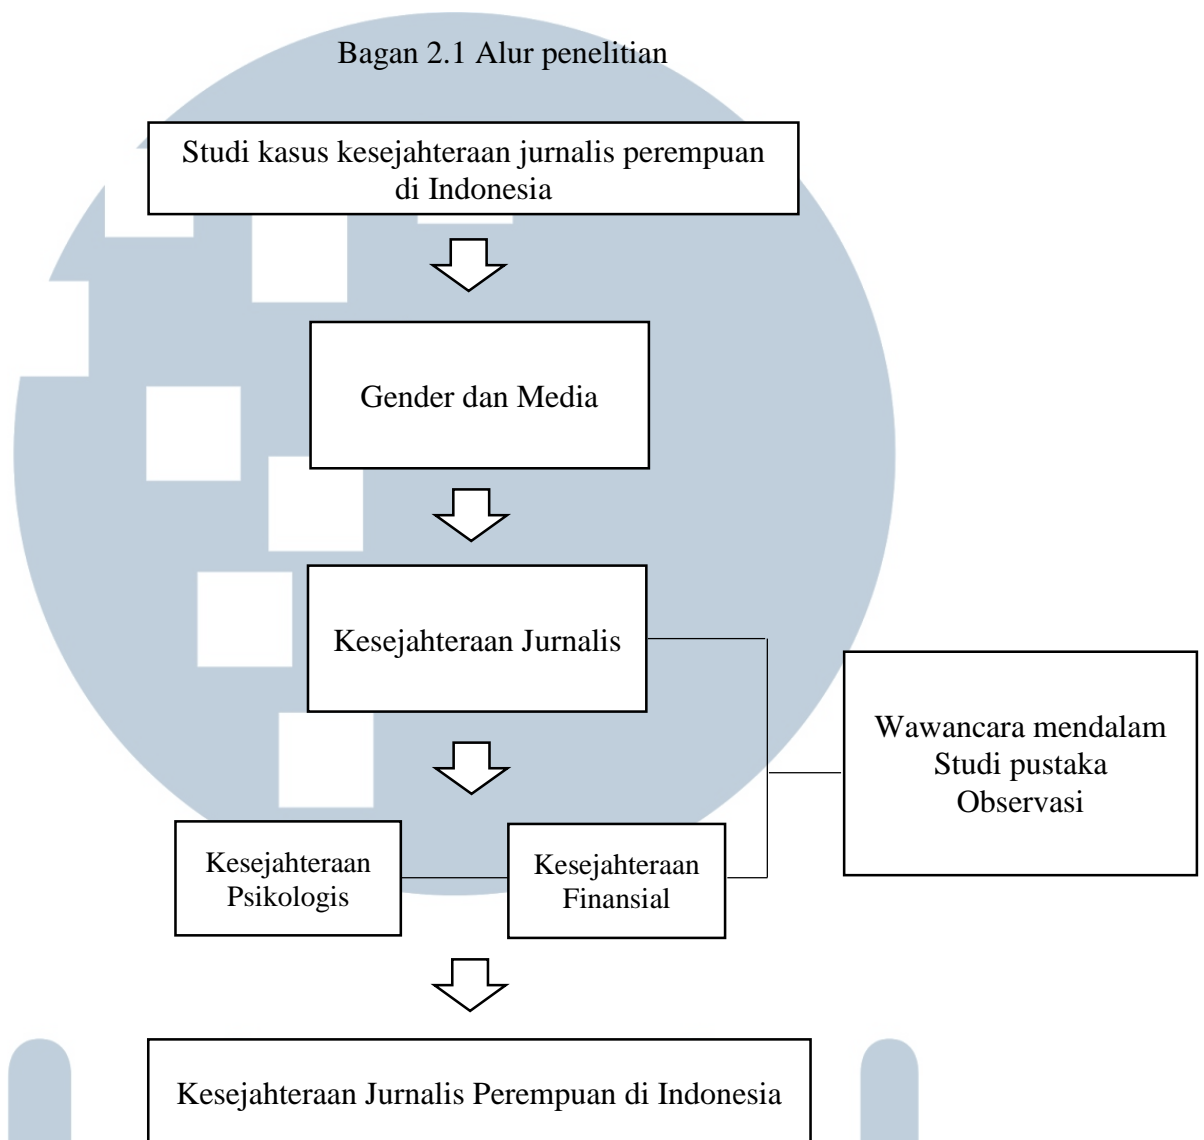 Bagan 2.1 Alur penelitian
Studi kasus kesejahteraan jurnalis perempuan
di Indonesia
Gender dan Media
Kesejahteraan Jurnalis
Wawancara mendalam
Studi pustaka
Observasi
Kesejahteraan
Psikologis
Kesejahteraan
Finansial
Kesejahteraan Jurnalis Perempuan di Indonesia